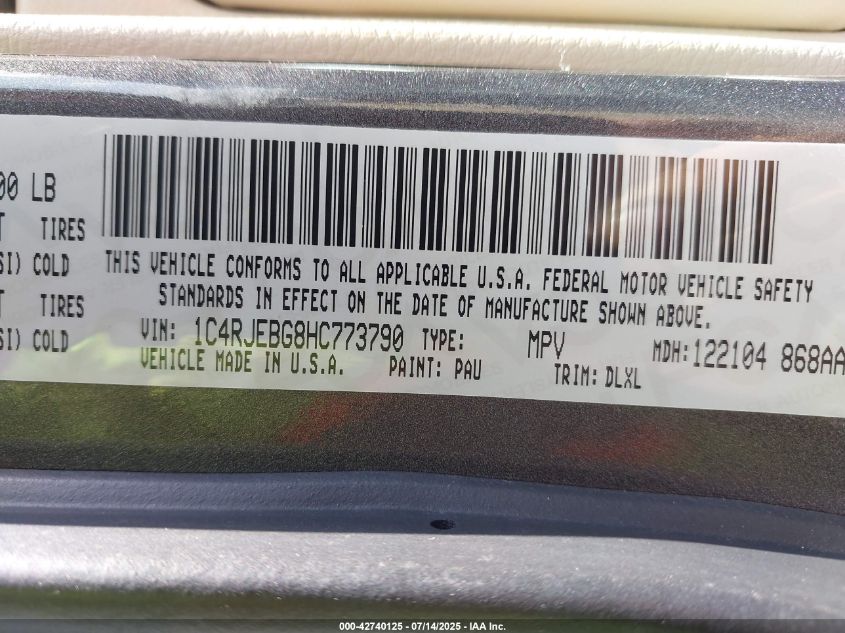 00 LB
T TIRES
SI) COLD
T TIRES
SI) COLD
THIS VEHICLE CONFORMS TO ALL APPLICABLE U.S.A. FEDERAL MOTOR VEHICLE SAFETY
STANDARDS IN EFFECT ON THE DATE OF MANUFACTURE SHOWN ABOVE.
VIN: 1C4RJEBG8HC773790 TYPE: MPV MDH:122104 868AA
VEHICLE MADE IN U.S.A. PAINT: PAU TRIM: DLXL
000-42740125 - 07/14/2025 - IAA Inc.